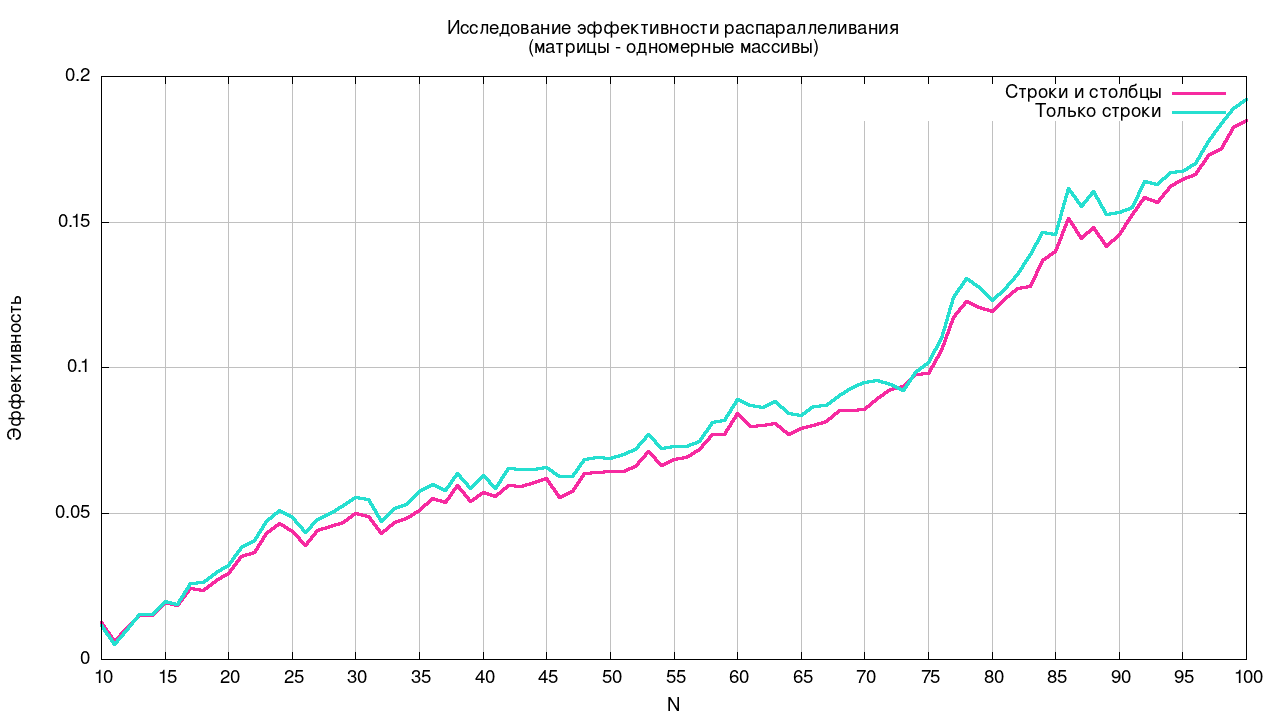 Исследование эффективности распараллеливания
(матрицы - одномерные массивы)
Строки и столбцы
Только строки
Эффективность
0.2
0.15
0.1
0.05
0
10 15 20 25 30 35 40 45 50 55 60 65 70 75 80 85 90 95 100
N